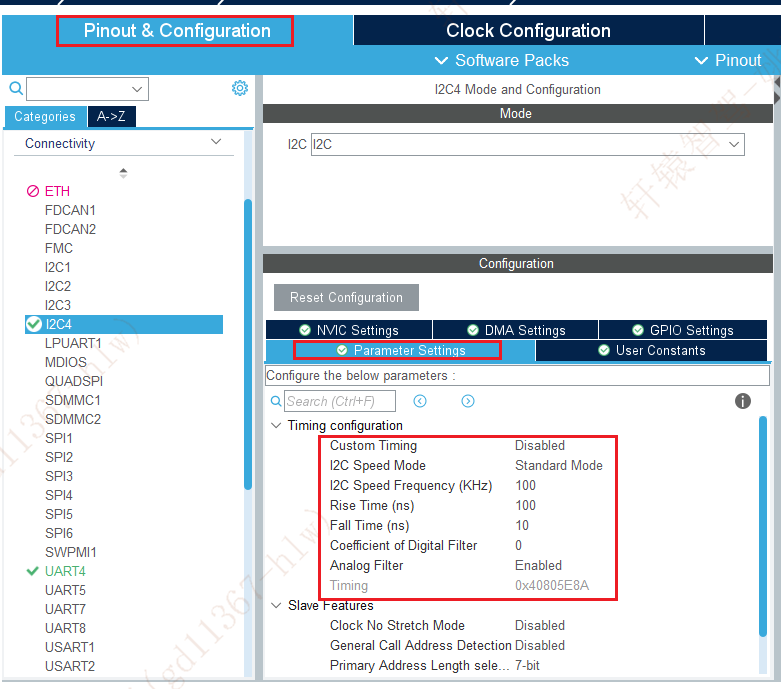 Pinout & Configuration
Clock Configuration
Software Packs
Pinout
Categories
A->Z
Connectivity
ETH
FDCAN1
FDCAN2
FMC
I2C1
I2C2
I2C3
I2C4
LPUART1
MDIOS
QUADSPI
SDMMC1
SDMMC2
SPI1
SPI2
SPI3
SPI4
SPI5
SPI6
SWPMI1
UART4
UART5
UART7
UART8
USART1
USART2
I2C4 Mode and Configuration
Mode
I2C I2C
Configuration
Reset Configuration
NVIC Settings
DMA Settings
GPIO Settings
Parameter Settings
User Constants
Configure the below parameters :
Search (Ctrl+F)
Timing configuration
Custom Timing Disabled
I2C Speed Mode Standard Mode
I2C Speed Frequency (KHz) 100
Rise Time (ns) 100
Fall Time (ns) 10
Coefficient of Digital Filter 0
Analog Filter Enabled
Timing 0x40805E8A
Slave Features
Clock No Stretch Mode Disabled
General Call Address Detection Disabled
Primary Address Length sele... 7-bit
轩辕智
(gd11367-hlw)